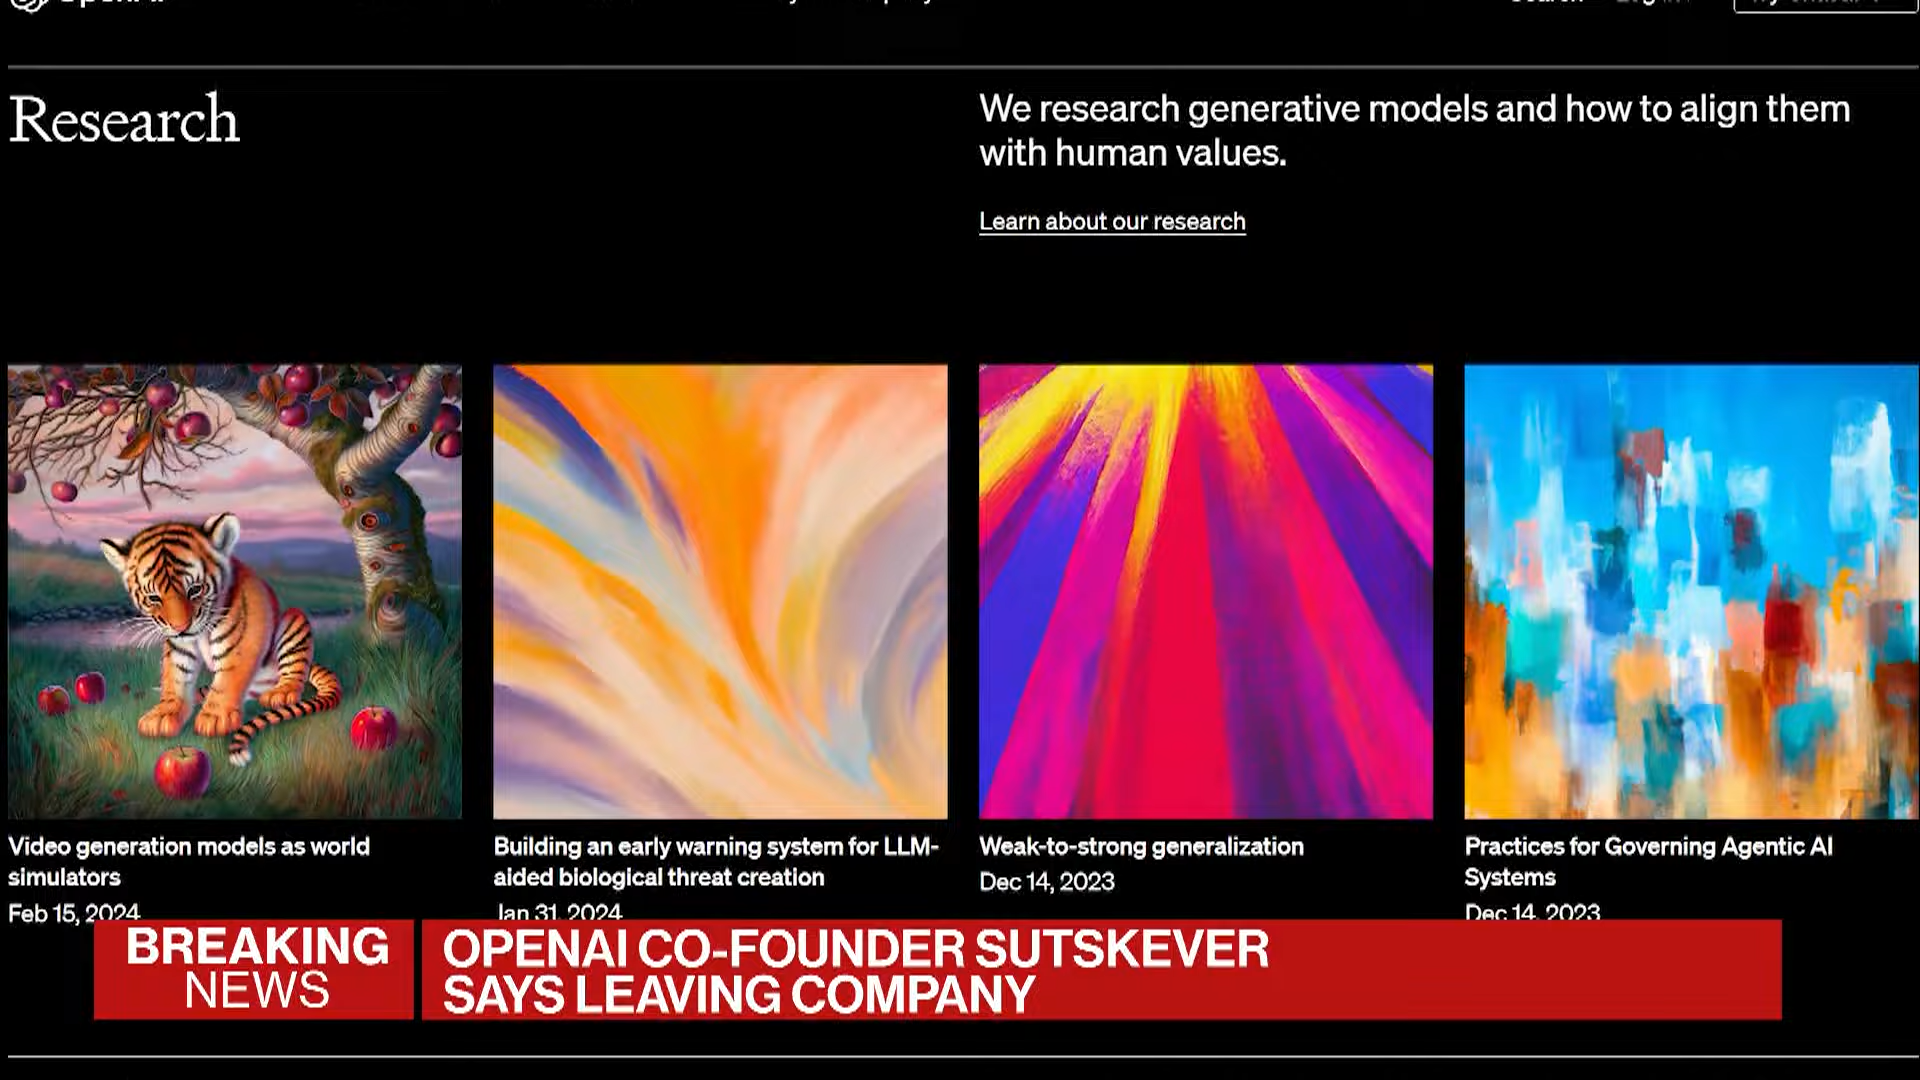 Research
We research generative models and how to align them
with human values.
Learn about our research
Video generation models as world
simulators
Feb 15, 2024
Building an early warning system for LLM-
aided biological threat creation
Jan 31, 2024
Weak-to-strong generalization
Dec 14, 2023
Practices for Governing Agentic AI
Systems
Dec 14, 2023
BREAKING
NEWS
OPENAI CO-FOUNDER SUTSKEVER
SAYS LEAVING COMPANY